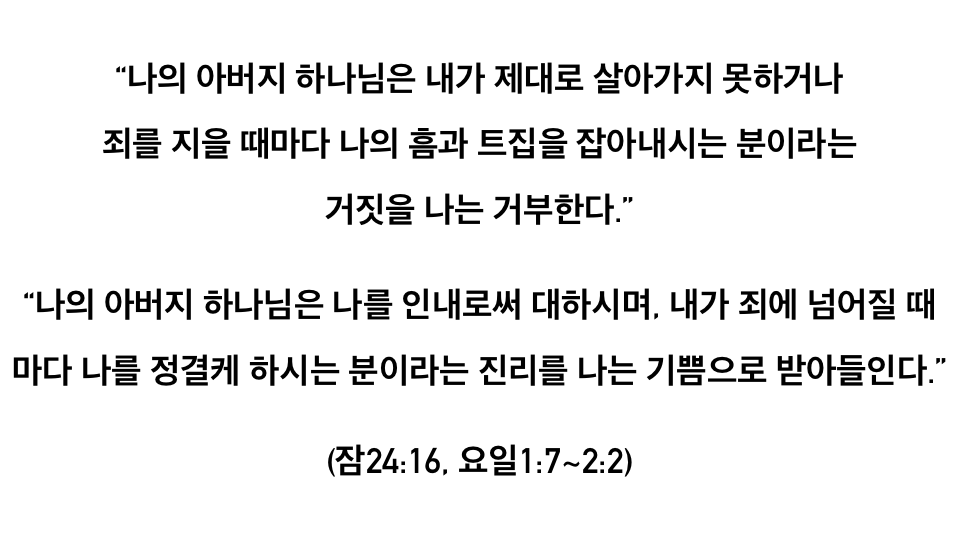 “나의 아버지 하나님은 내가 제대로 살아가지 못하거나
죄를 지을 때마다 나의 흠과 트집을 잡아내시는 분이라는
거짓을 나는 거부한다.”
“나의 아버지 하나님은 나를 인내로써 대하시며, 내가 죄에 넘어질 때
마다 나를 정결케 하시는 분이라는 진리를 나는 기쁨으로 받아들인다.”
(잠24:16, 요일1:7~2:2)